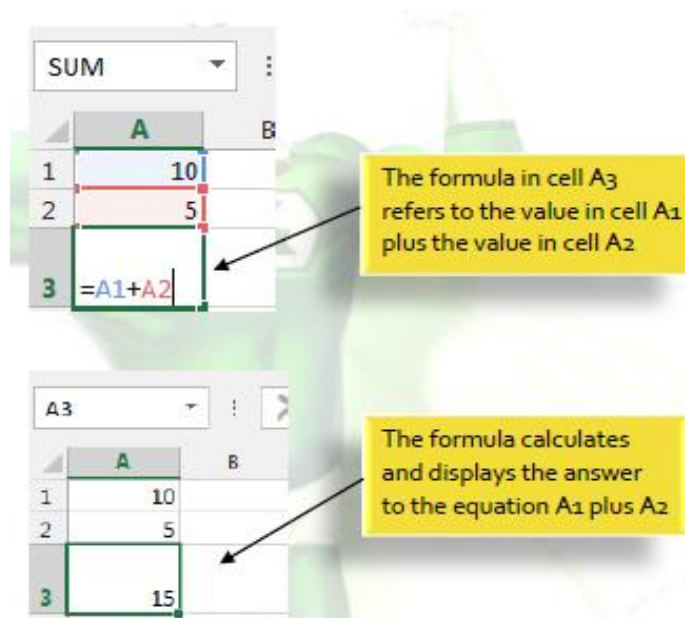 SUM
A B
1 10
2 5
3 =A1+A2
The formula in cell A3
refers to the value in cell A1
plus the value in cell A2
A3
A B
1 10
2 5
3 15
The formula calculates
and displays the answer
to the equation A1 plus A2